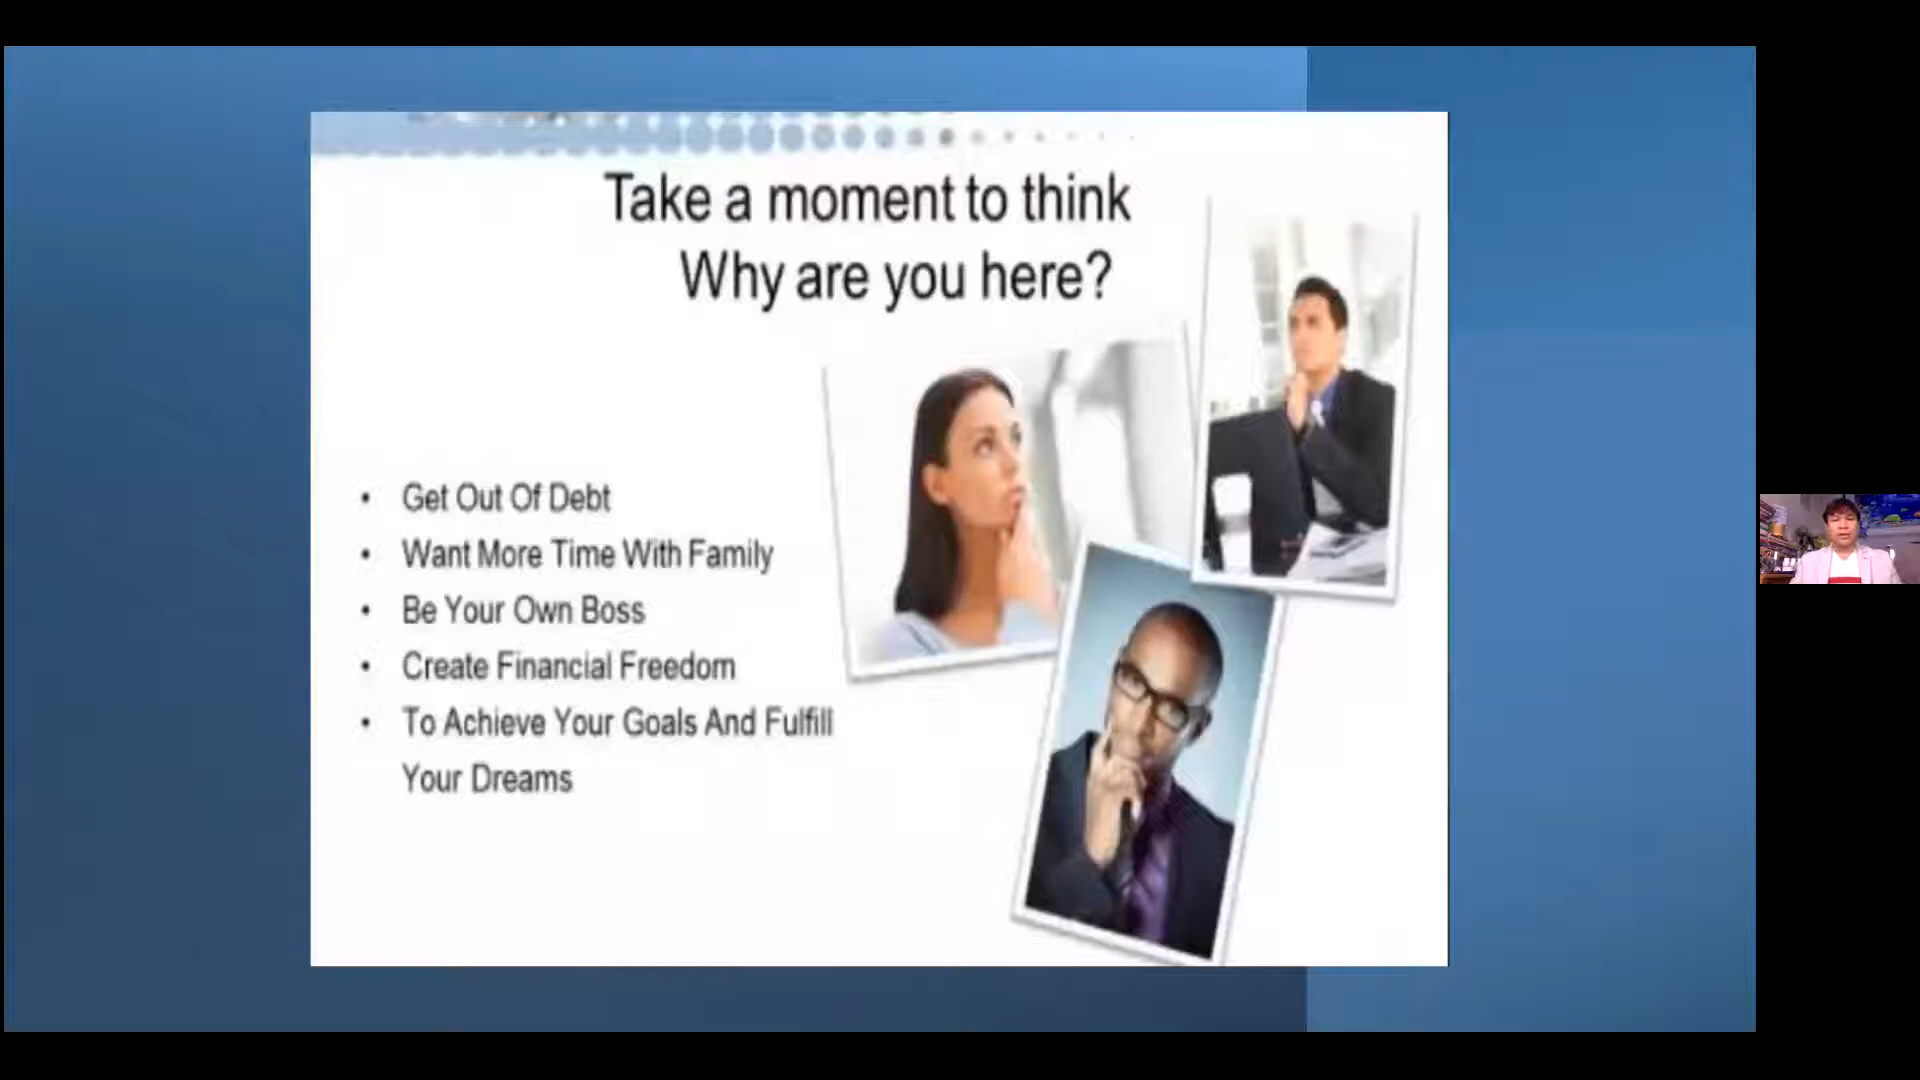 Take a moment to think
Why are you here?
• Get Out Of Debt
• Want More Time With Family
• Be Your Own Boss
• Create Financial Freedom
• To Achieve Your Goals And Fulfill
Your Dreams